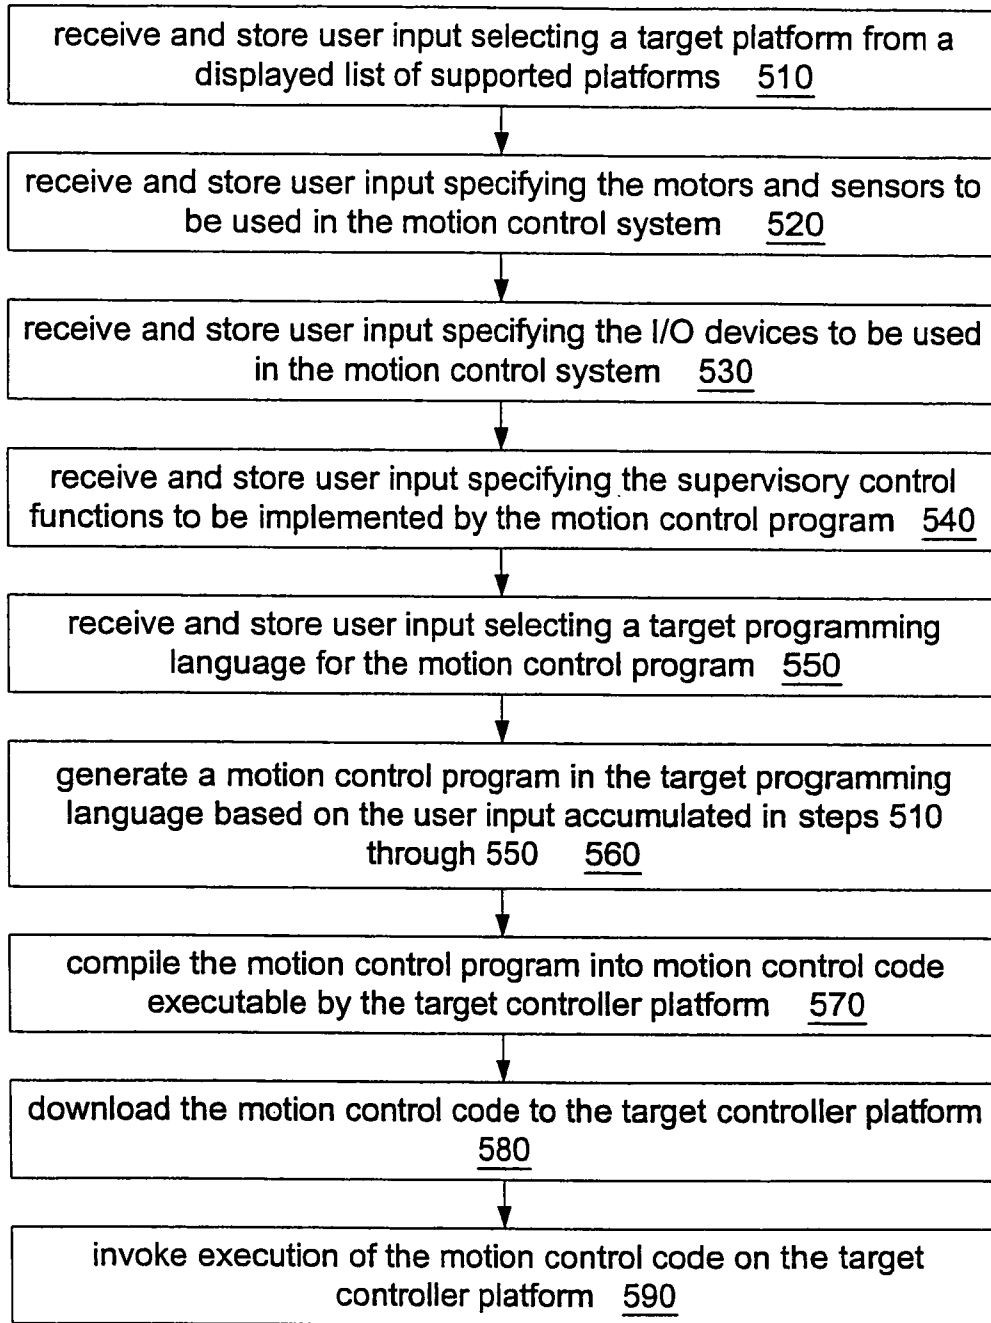 receive and store user input selecting a target platform from a
displayed list of supported platforms 510
receive and store user input specifying the motors and sensors to
be used in the motion control system 520
receive and store user input specifying the I/O devices to be used
in the motion control system 530
receive and store user input specifying the supervisory control
functions to be implemented by the motion control program 540
receive and store user input selecting a target programming
language for the motion control program 550
generate a motion control program in the target programming
language based on the user input accumulated in steps 510
through 550 560
compile the motion control program into motion control code
executable by the target controller platform 570
download the motion control code to the target controller platform
580
invoke execution of the motion control code on the target
controller platform 590